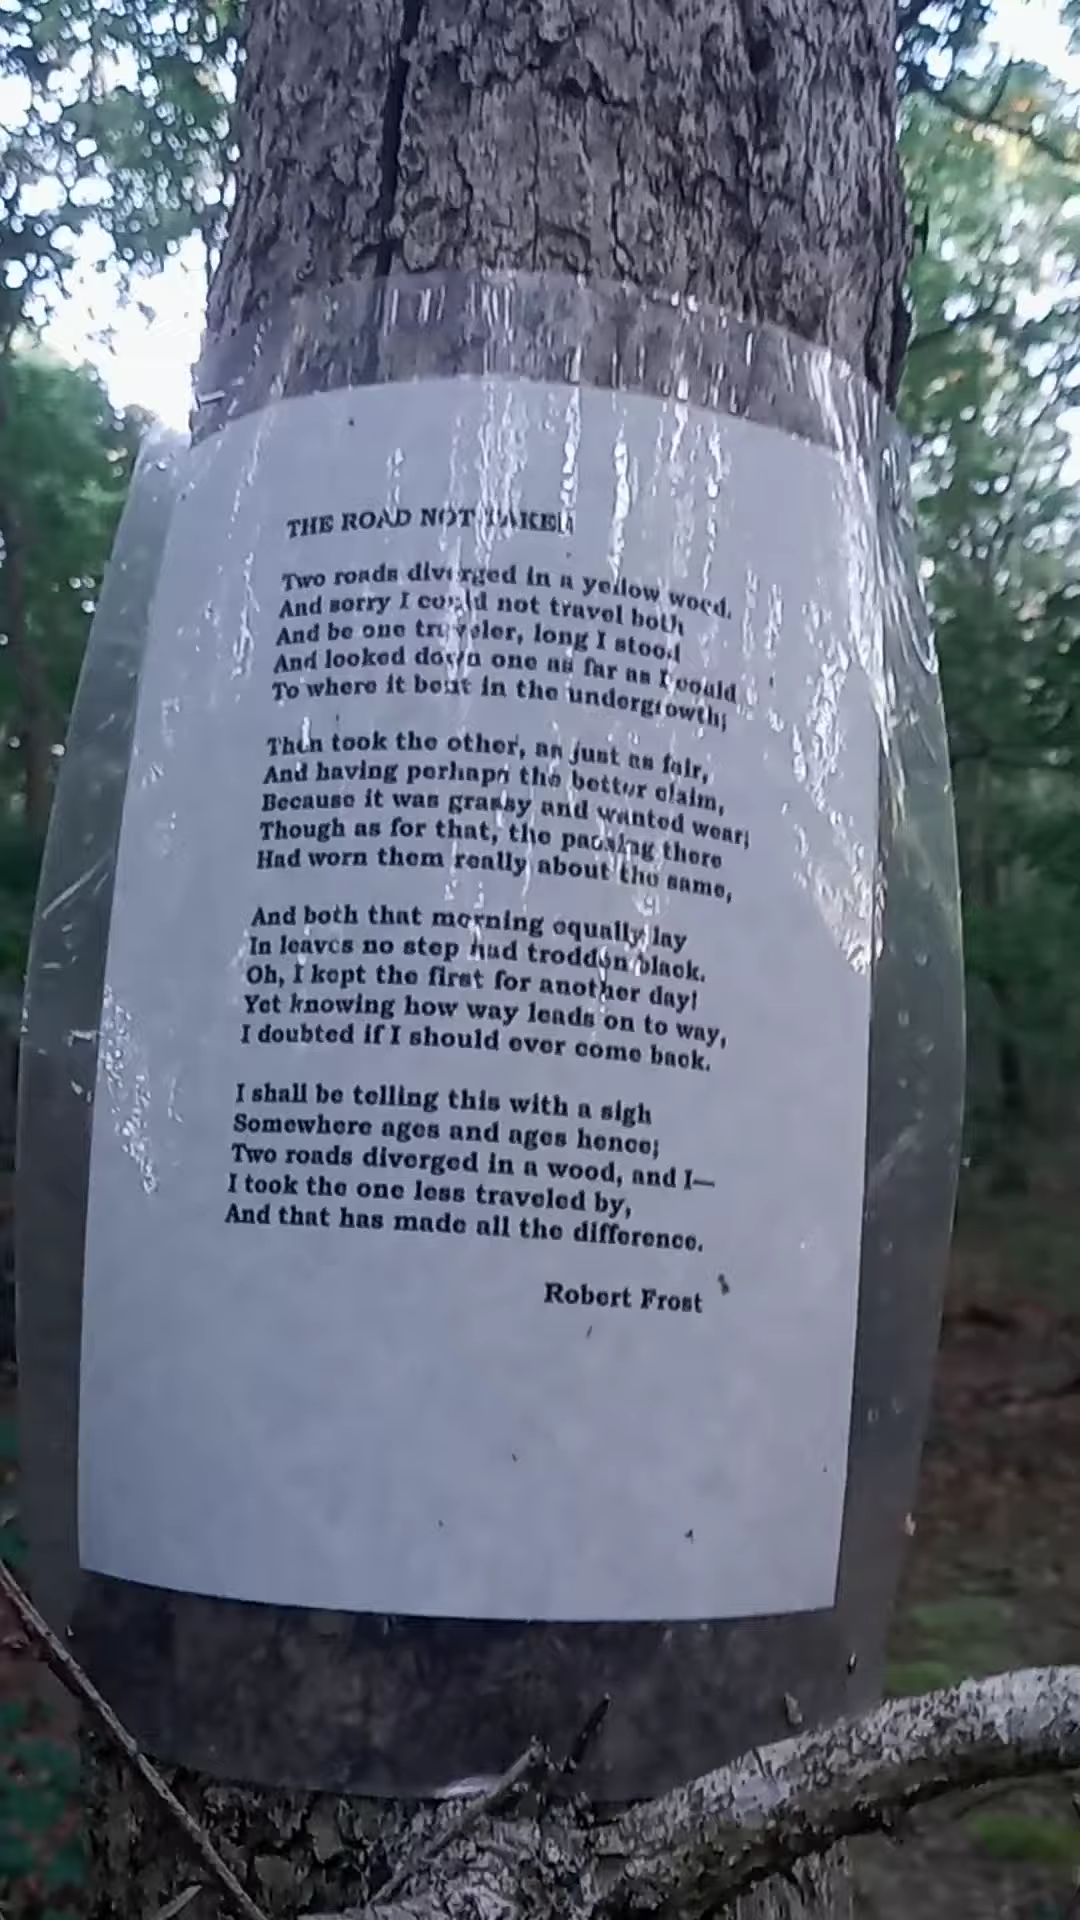 THE ROAD NOT TAKEN
Two roads diverged in a yellow wood,
And sorry I could not travel both
And be one traveler, long I stood
And looked down one as far as I could
To where it bent in the undergrowth;
Then took the other, as just as fair,
And having perhaps the better claim,
Because it was grassy and wanted wear;
Though as for that, the passing there
Had worn them really about the same,
And both that morning equally lay
In leaves no step had trodden black.
Oh, I kept the first for another day!
Yet knowing how way leads on to way,
I doubted if I should ever come back.
I shall be telling this with a sigh
Somewhere ages and ages hence;
Two roads diverged in a wood, and I—
I took the one less traveled by,
And that has made all the difference.
Robert Frost